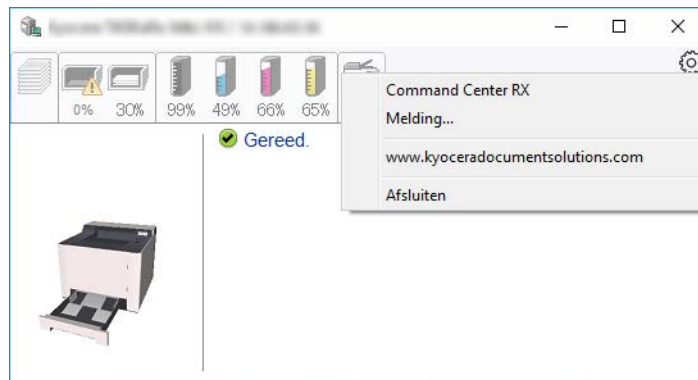 0% 30% 99% 49% 66% 65%
Gereed.
Command Center RX
Melding...
www.kyoceradocumentsolutions.com
Afsluiten